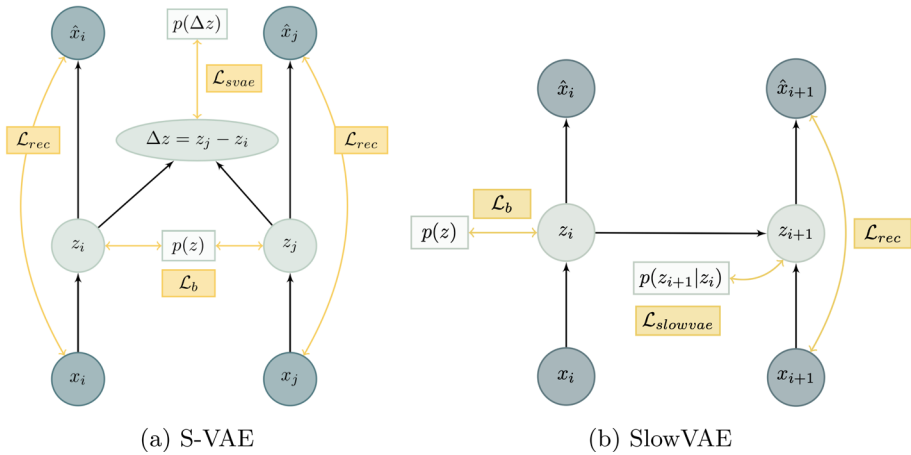 x̂_i
p(Δz)
x̂_j
ℒ_svae
ℒ_rec
Δz = z_j − z_i
ℒ_rec
z_i
p(z)
z_j
ℒ_b
x_i
x_j
(a) S-VAE
x̂_i
x̂_{i+1}
ℒ_b
p(z)
z_i
z_{i+1}
ℒ_rec
p(z_{i+1}|z_i)
ℒ_slowvae
x_i
x_{i+1}
(b) SlowVAE